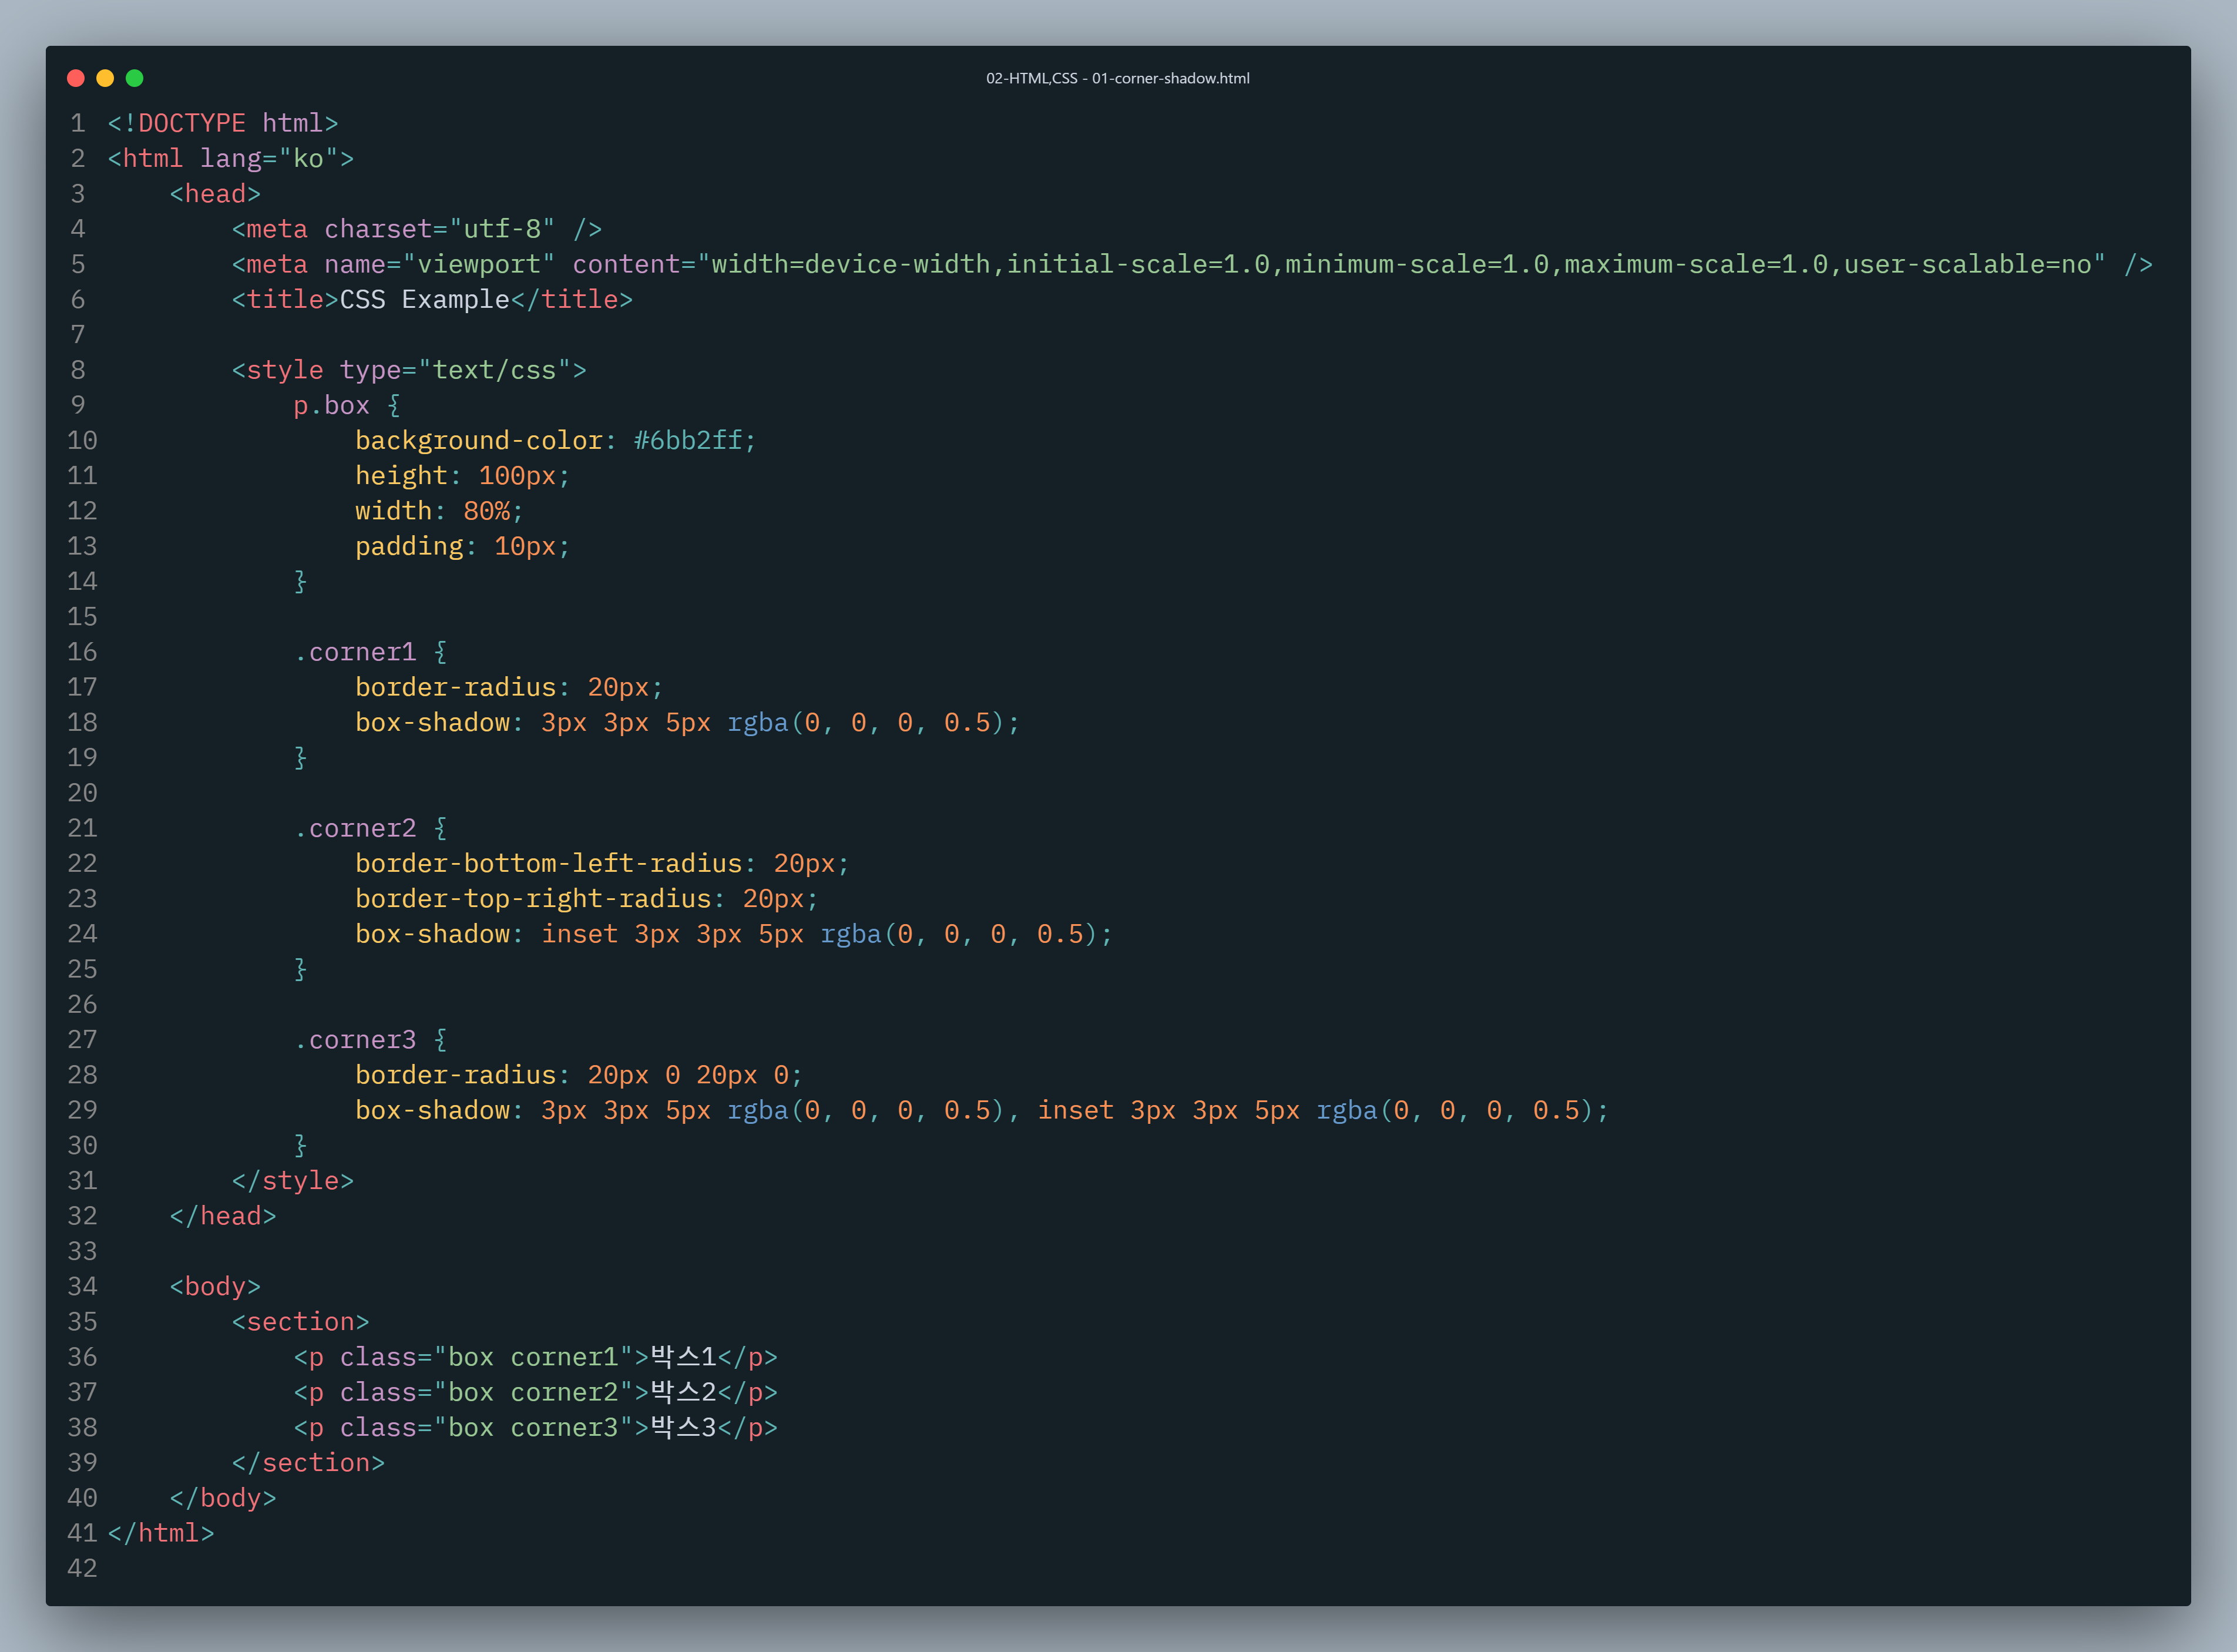 02-HTML,CSS - 01-corner-shadow.html
1 <!DOCTYPE html>
2 <html lang="ko">
3     <head>
4         <meta charset="utf-8" />
5         <meta name="viewport" content="width=device-width,initial-scale=1.0,minimum-scale=1.0,maximum-scale=1.0,user-scalable=no" />
6         <title>CSS Example</title>
7
8         <style type="text/css">
9             p.box {
10                 background-color: #6bb2ff;
11                 height: 100px;
12                 width: 80%;
13                 padding: 10px;
14             }
15
16             .corner1 {
17                 border-radius: 20px;
18                 box-shadow: 3px 3px 5px rgba(0, 0, 0, 0.5);
19             }
20
21             .corner2 {
22                 border-bottom-left-radius: 20px;
23                 border-top-right-radius: 20px;
24                 box-shadow: inset 3px 3px 5px rgba(0, 0, 0, 0.5);
25             }
26
27             .corner3 {
28                 border-radius: 20px 0 20px 0;
29                 box-shadow: 3px 3px 5px rgba(0, 0, 0, 0.5), inset 3px 3px 5px rgba(0, 0, 0, 0.5);
30             }
31         </style>
32     </head>
33
34     <body>
35         <section>
36             <p class="box corner1">박스1</p>
37             <p class="box corner2">박스2</p>
38             <p class="box corner3">박스3</p>
39         </section>
40     </body>
41 </html>
42